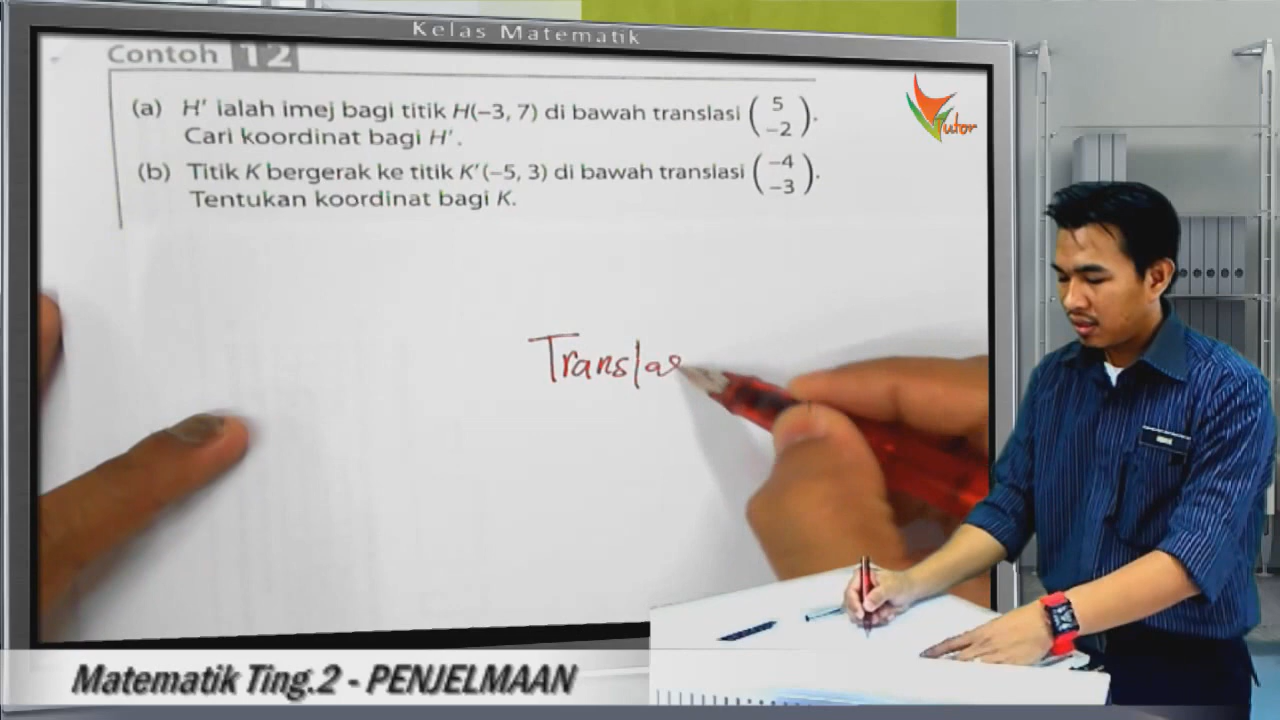 Kelas Matematik
Contoh 12
(a) H' ialah imej bagi titik H(−3, 7) di bawah translasi (5 −2).
Cari koordinat bagi H'.
(b) Titik K bergerak ke titik K'(−5, 3) di bawah translasi (−4 −3).
Tentukan koordinat bagi K.
Tutor
Translas
Matematik Ting.2 - PENJELMAAN